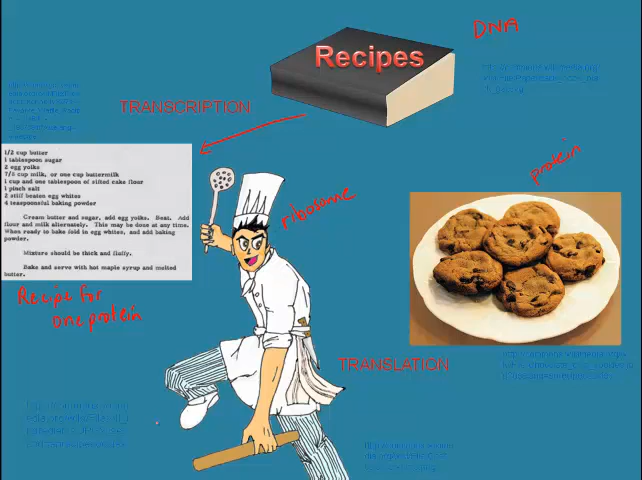 DNA
Recipes
TRANSCRIPTION
1/2 cup butter
1 tablespoon sugar
2 egg yolks
7/8 cup milk, or one cup buttermilk
1 cup and one tablespoon of sifted cake flour
1 pinch salt
2 stiff beaten egg whites
4 teaspoonsful baking powder
Cream butter and sugar, add egg yolks. Beat. Add
flour and milk alternately. This may be done at any time.
When ready to bake fold in egg whites, and add baking
powder.
Mixture should be thick and fluffy.
Bake and serve with hot maple syrup and melted
butter.
ribosome
protein
Recipe for
one protein
TRANSLATION